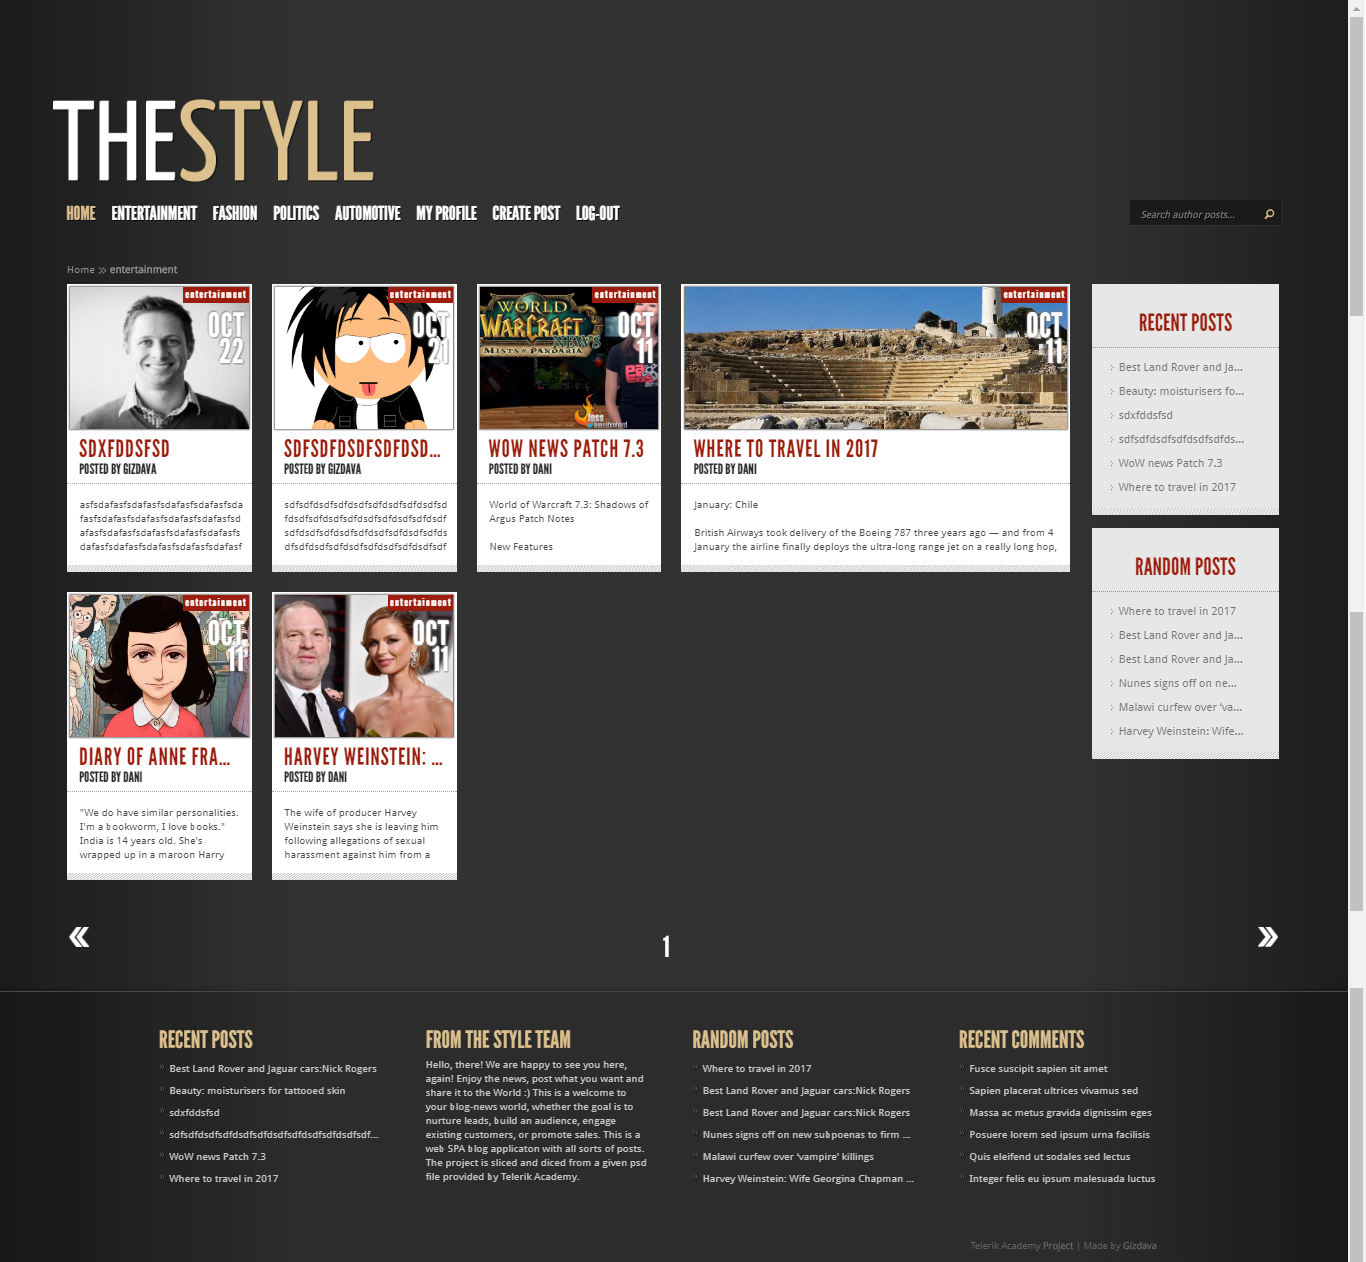 THESTYLE
HOME ENTERTAINMENT FASHION POLITICS AUTOMOTIVE MY PROFILE CREATE POST LOG-OUT
Search author posts...
Home » entertainment
entertainment
OCT
22
SDXFDDSFSD
POSTED BY GIZDAVA
asfsdafasfsdafasfsdafasfsdafasfsda
fasfsdafasfsdafasfsdafasfsdafasfsd
afasfsdafasfsdafasfsdafasfsdafasfs
dafasfsdafasfsdafasfsdafasfsdafasf
entertainment
OCT
21
SDFSDFDSDFSDFDSD...
POSTED BY GIZDAVA
entertainment
WORLD
WARCRAFT
NEWS
MISTS OF PANDARIA
OCT
11
WOW NEWS PATCH 7.3
POSTED BY DANI
World of Warcraft 7.3: Shadows of
Argus Patch Notes
New Features
entertainment
OCT
11
WHERE TO TRAVEL IN 2017
POSTED BY DANI
January: Chile
British Airways took delivery of the Boeing 787 three years ago — and from 4
January the airline finally deploys the ultra-long range jet on a really long hop,
RECENT POSTS
Best Land Rover and Ja...
Beauty: moisturisers fo...
sdxfddsfsd
sdfsdfdsdfsdfdsdfsdfds...
WoW news Patch 7.3
Where to travel in 2017
RANDOM POSTS
Where to travel in 2017
Best Land Rover and Ja...
Best Land Rover and Ja...
Nunes signs off on ne...
Malawi curfew over ‘va...
Harvey Weinstein: Wife...
entertainment
OCT
11
DIARY OF ANNE FRA...
POSTED BY DANI
"We do have similar personalities.
I'm a bookworm, I love books."
India is 14 years old. She's
wrapped up in a maroon Harry
entertainment
OCT
11
HARVEY WEINSTEIN: ...
POSTED BY DANI
The wife of producer Harvey
Weinstein says she is leaving him
following allegations of sexual
harassment against him from a
« 1 »
RECENT POSTS
Best Land Rover and Jaguar cars:Nick Rogers
Beauty: moisturisers for tattooed skin
sdxfddsfsd
WoW news Patch 7.3
Where to travel in 2017
FROM THE STYLE TEAM
Hello, there! We are happy to see you here,
again! Enjoy the news, post what you want and
share it to the World :) This is a welcome to
your blog-news world, whether the goal is to
nurture leads, build an audience, engage
existing customers, or promote sales. This is a
web SPA blog applicaton with all sorts of posts.
The project is sliced and diced from a given psd
file provided by Telerik Academy.
RANDOM POSTS
Where to travel in 2017
Best Land Rover and Jaguar cars:Nick Rogers
Best Land Rover and Jaguar cars:Nick Rogers
Nunes signs off on new subpoenas to firm ...
Malawi curfew over ‘vampire’ killings
Harvey Weinstein: Wife Georgina Chapman ...
RECENT COMMENTS
Fusce suscipit sapien sit amet
Sapien placerat ultrices vivamus sed
Massa ac metus gravida dignissim eges
Posuere lorem sed ipsum urna facilisis
Quis eleifend ut sodales sed lectus
Integer felis eu ipsum malesuada luctus
Telerik Academy Project | Made by Gizdava